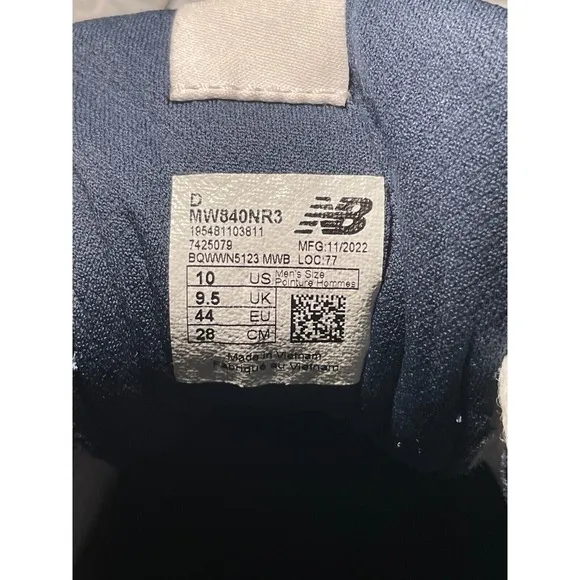 D
MW840NR3
195481103811
7425079 MFG:11/2022
BQWWN5123 MWB LOC:77
10 US Men's Size
Pointure Hommes
9.5 UK
44 EU
28 CM
Made in Vietnam
Fabriqué au Vietnam
NB